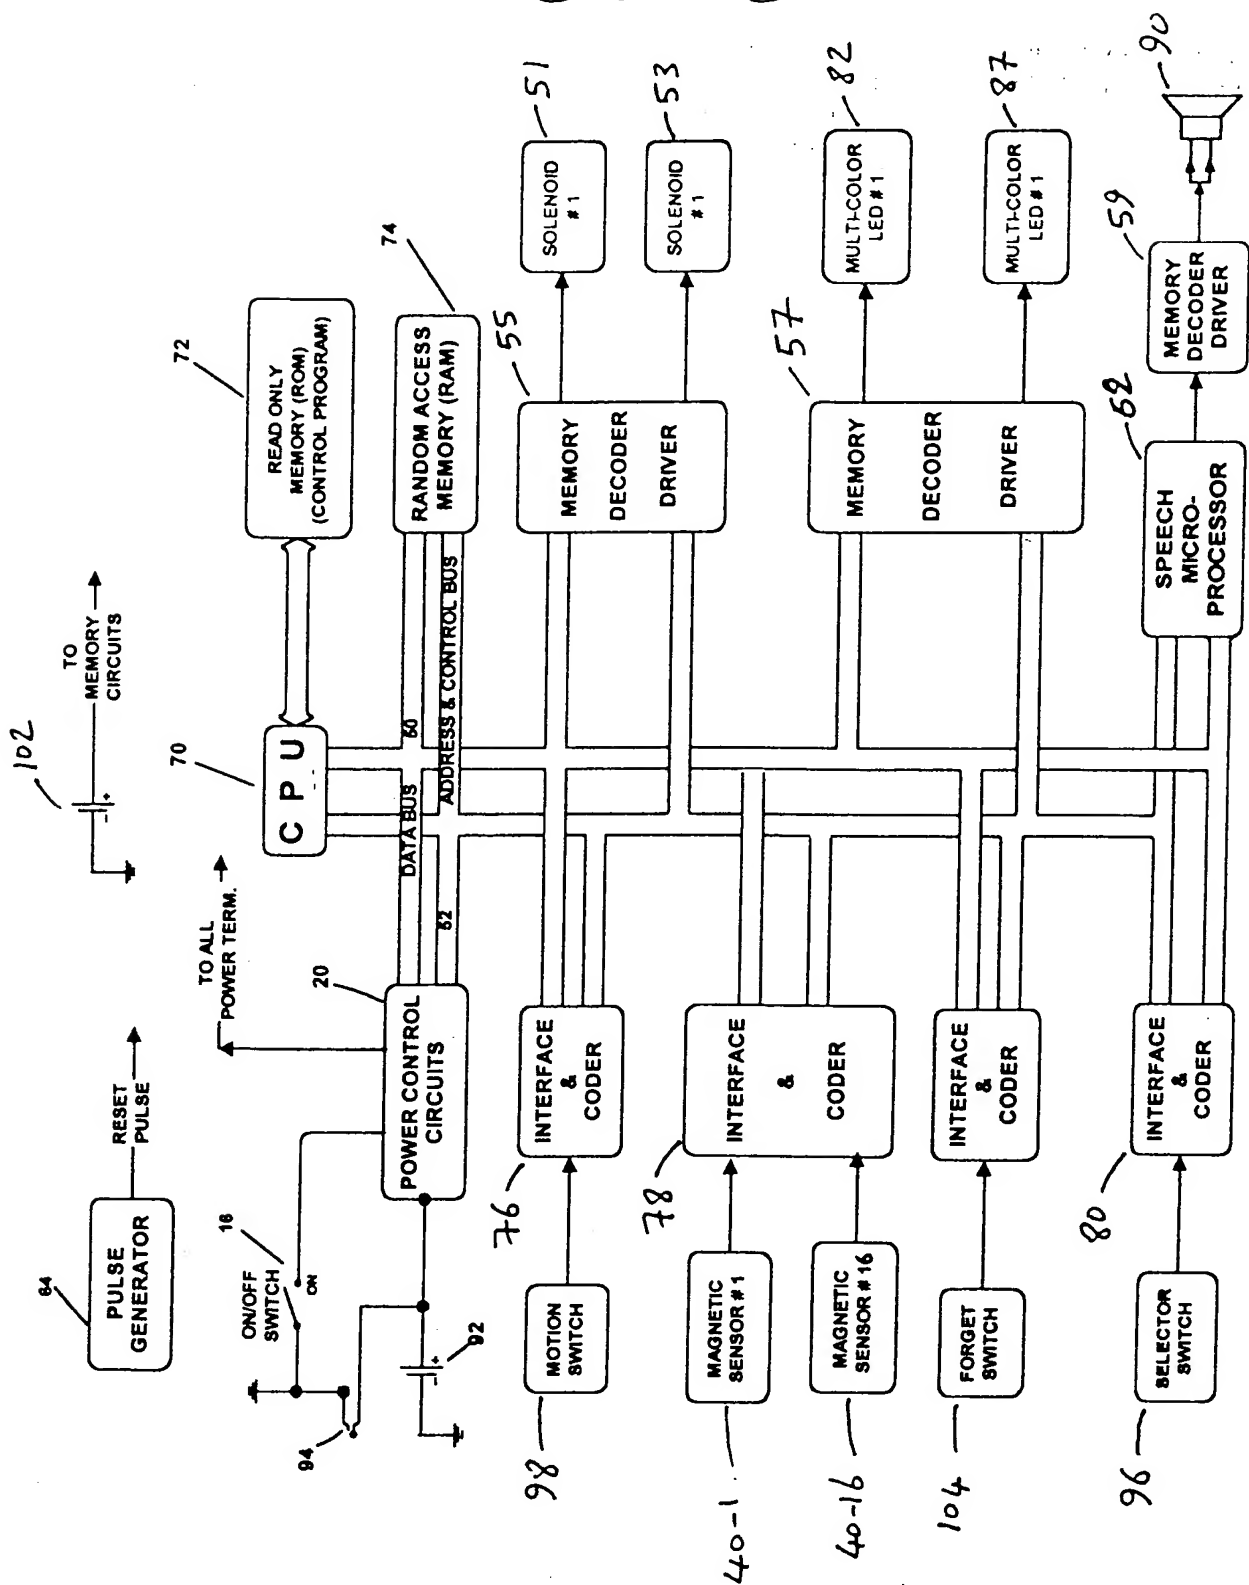 102
TO
MEMORY
CIRCUITS
72
READ ONLY
MEMORY (ROM)
(CONTROL PROGRAM)
70
C P U
74
RANDOM ACCESS
MEMORY (RAM)
64
PULSE
GENERATOR
RESET
PULSE
TO ALL
POWER TERM.
20
POWER CONTROL
CIRCUITS
16
ON/OFF
SWITCH
ON
94
92
DATA BUS
60
62
ADDRESS & CONTROL BUS
98
MOTION
SWITCH
76
INTERFACE
&
CODER
55
MEMORY
DECODER
DRIVER
SOLENOID
# 1
51
SOLENOID
# 1
53
40-1
MAGNETIC
SENSOR # 1
40-16
MAGNETIC
SENSOR # 16
78
INTERFACE
&
CODER
57
MEMORY
DECODER
DRIVER
MULTI-COLOR
LED # 1
82
MULTI-COLOR
LED # 1
87
104
FORGET
SWITCH
INTERFACE
&
CODER
96
SELECTOR
SWITCH
80
INTERFACE
&
CODER
SPEECH
MICRO-
PROCESSOR
MEMORY
DECODER
DRIVER
59
90